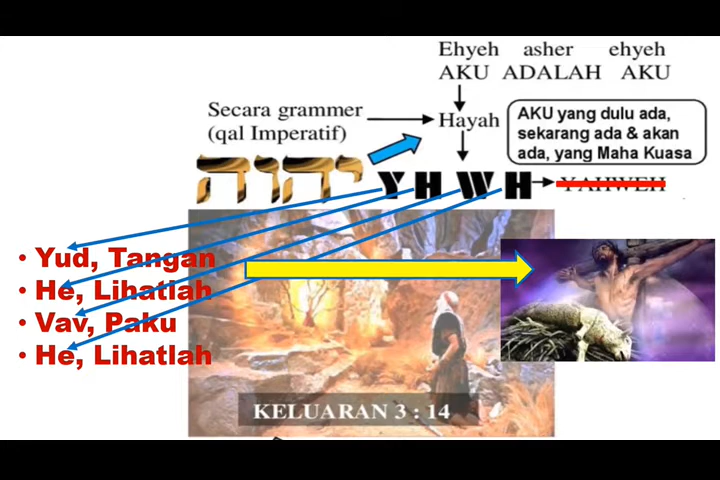 Ehyeh asher ehyeh
AKU ADALAH AKU
Secara grammer
(qal Imperatif)
Hayah
AKU yang dulu ada,
sekarang ada & akan
ada, yang Maha Kuasa
יהוה
YHWH
YAHWEH
• Yud, Tangan
• He, Lihatlah
• Vav, Paku
• He, Lihatlah
KELUARAN 3 : 14